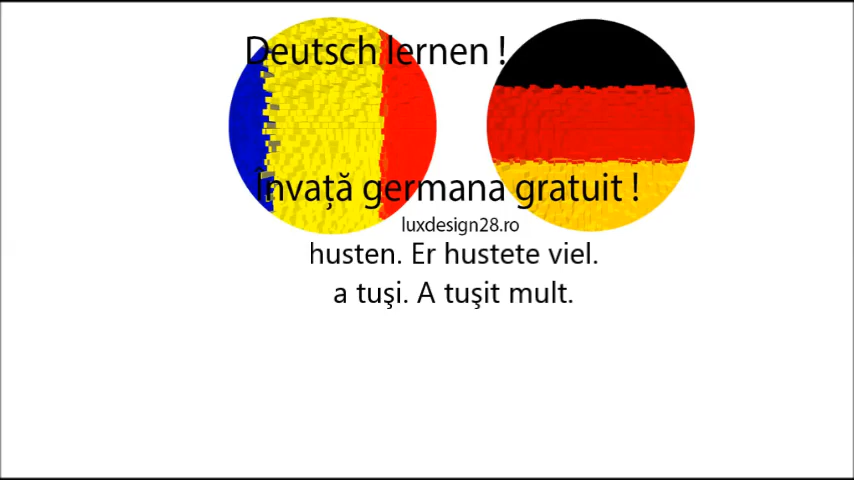 Deutsch lernen !
Învață germana gratuit !
luxdesign28.ro
husten. Er hustete viel.
a tuşi. A tuşit mult.